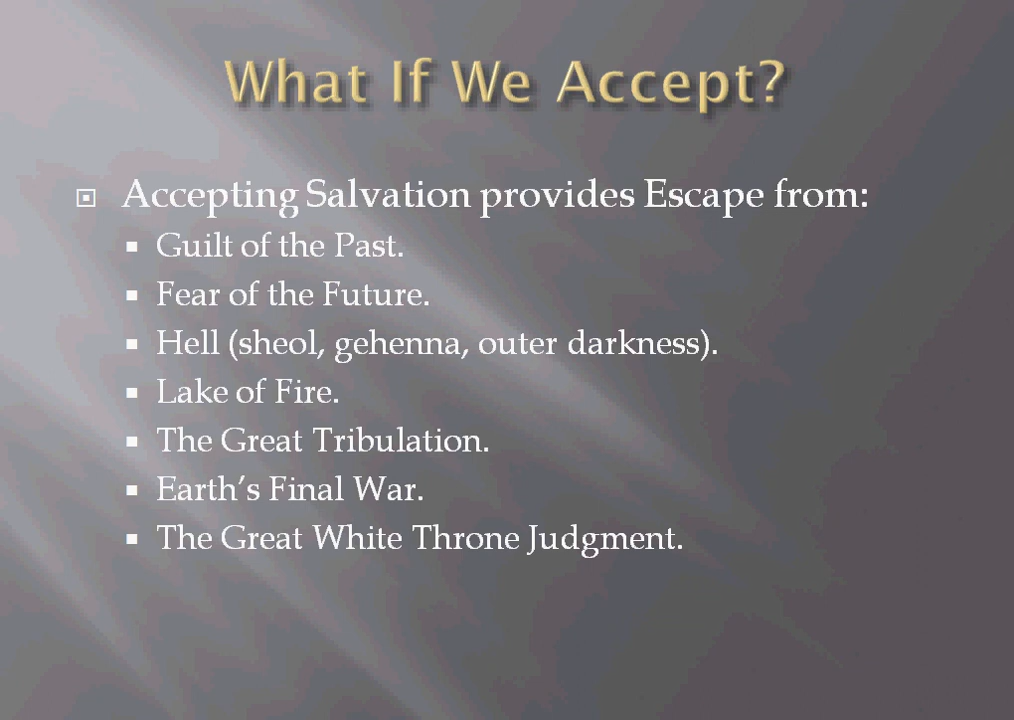 What If We Accept?
Accepting Salvation provides Escape from:
Guilt of the Past.
Fear of the Future.
Hell (sheol, gehenna, outer darkness).
Lake of Fire.
The Great Tribulation.
Earth’s Final War.
The Great White Throne Judgment.